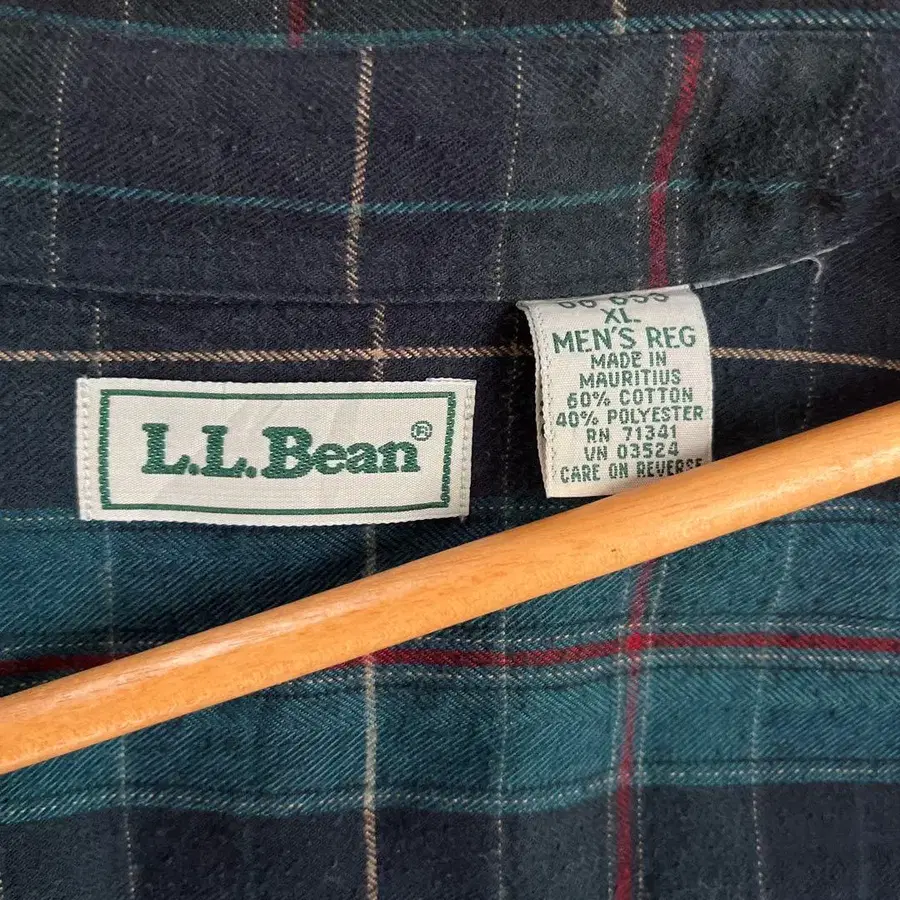 L.L.Bean®
XL
MEN'S REG
MADE IN
MAURITIUS
60% COTTON
40% POLYESTER
RN 71341
VN 03524
CARE ON REVERSE